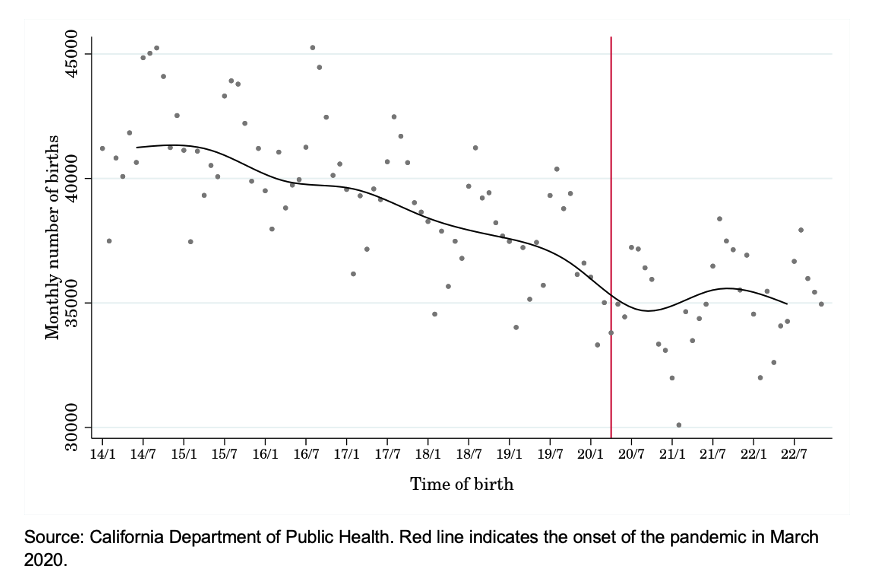 45000
40000
35000
30000
Monthly number of births
14/1 14/7 15/1 15/7 16/1 16/7 17/1 17/7 18/1 18/7 19/1 19/7 20/1 20/7 21/1 21/7 22/1 22/7
Time of birth
Source: California Department of Public Health. Red line indicates the onset of the pandemic in March
2020.